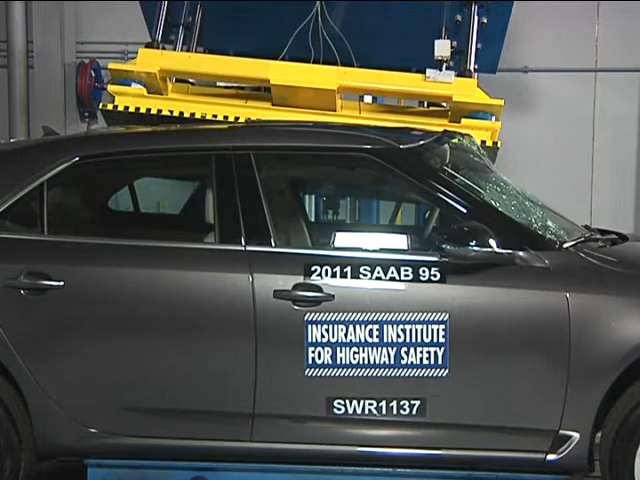 2011 SAAB 95
INSURANCE INSTITUTE
FOR HIGHWAY SAFETY
SWR1137